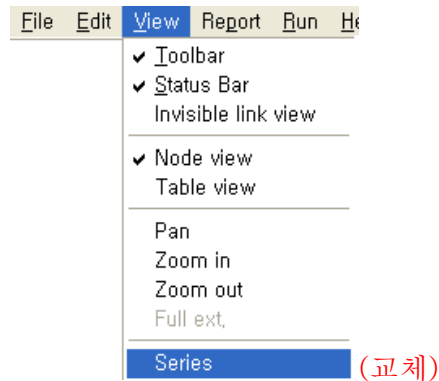 File Edit View Report Run He
Toolbar
Status Bar
Invisible link view
Node view
Table view
Pan
Zoom in
Zoom out
Full ext,
Series (교체)